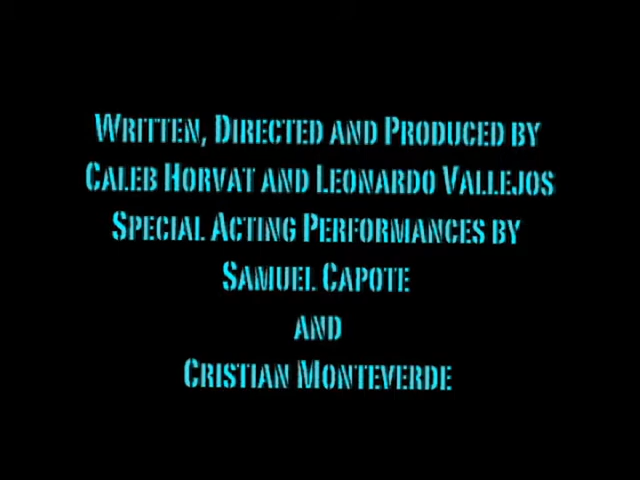 Written, Directed and Produced by
Caleb Horvat and Leonardo Vallejos
Special Acting Performances by
Samuel Capote
and
Cristian Monteverde